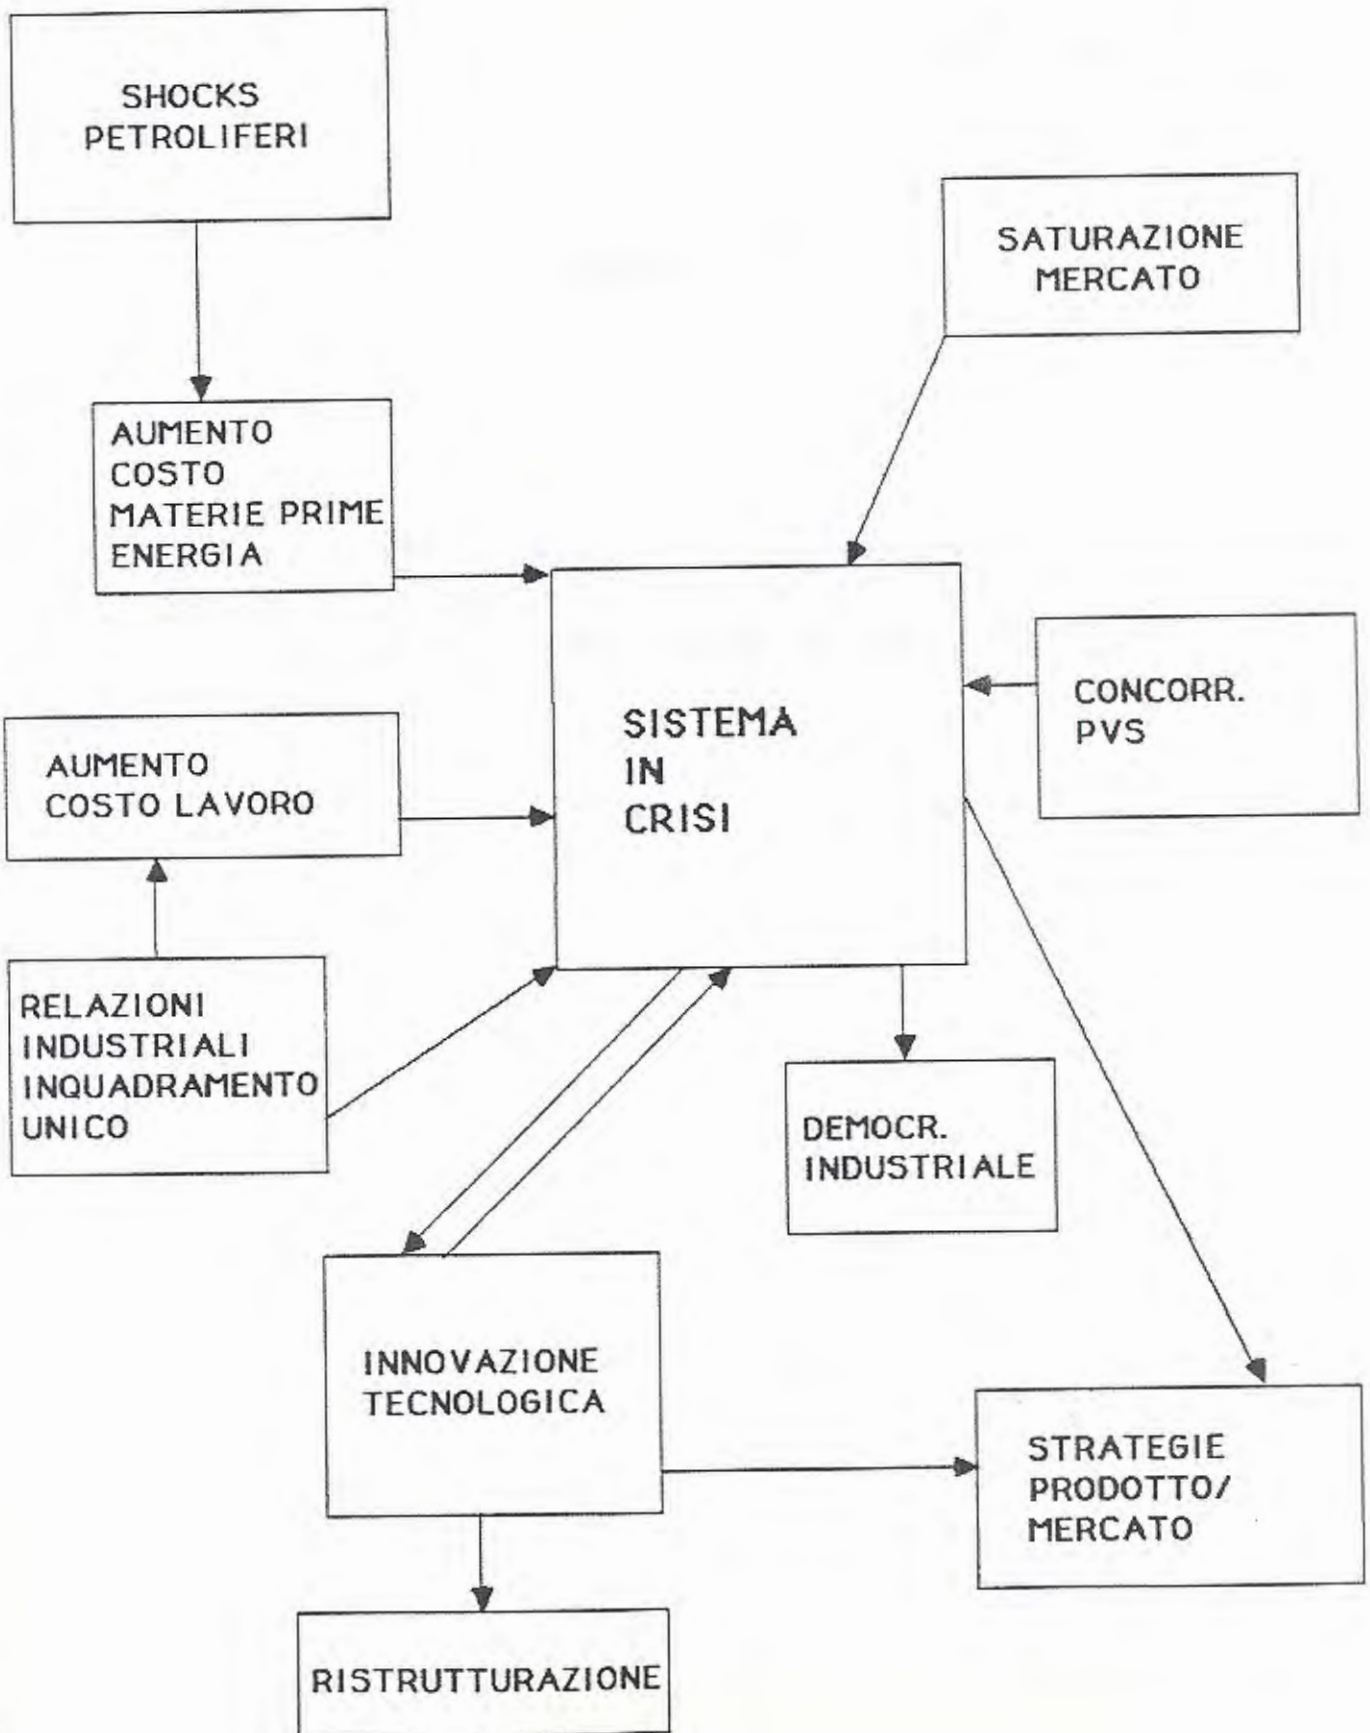 SHOCKS
PETROLIFERI
SATURAZIONE
MERCATO
AUMENTO
COSTO
MATERIE PRIME
ENERGIA
CONCORR.
PVS
SISTEMA
IN
CRISI
AUMENTO
COSTO LAVORO
RELAZIONI
INDUSTRIALI
INQUADRAMENTO
UNICO
DEMOCR.
INDUSTRIALE
INNOVAZIONE
TECNOLOGICA
STRATEGIE
PRODOTTO/
MERCATO
RISTRUTTURAZIONE